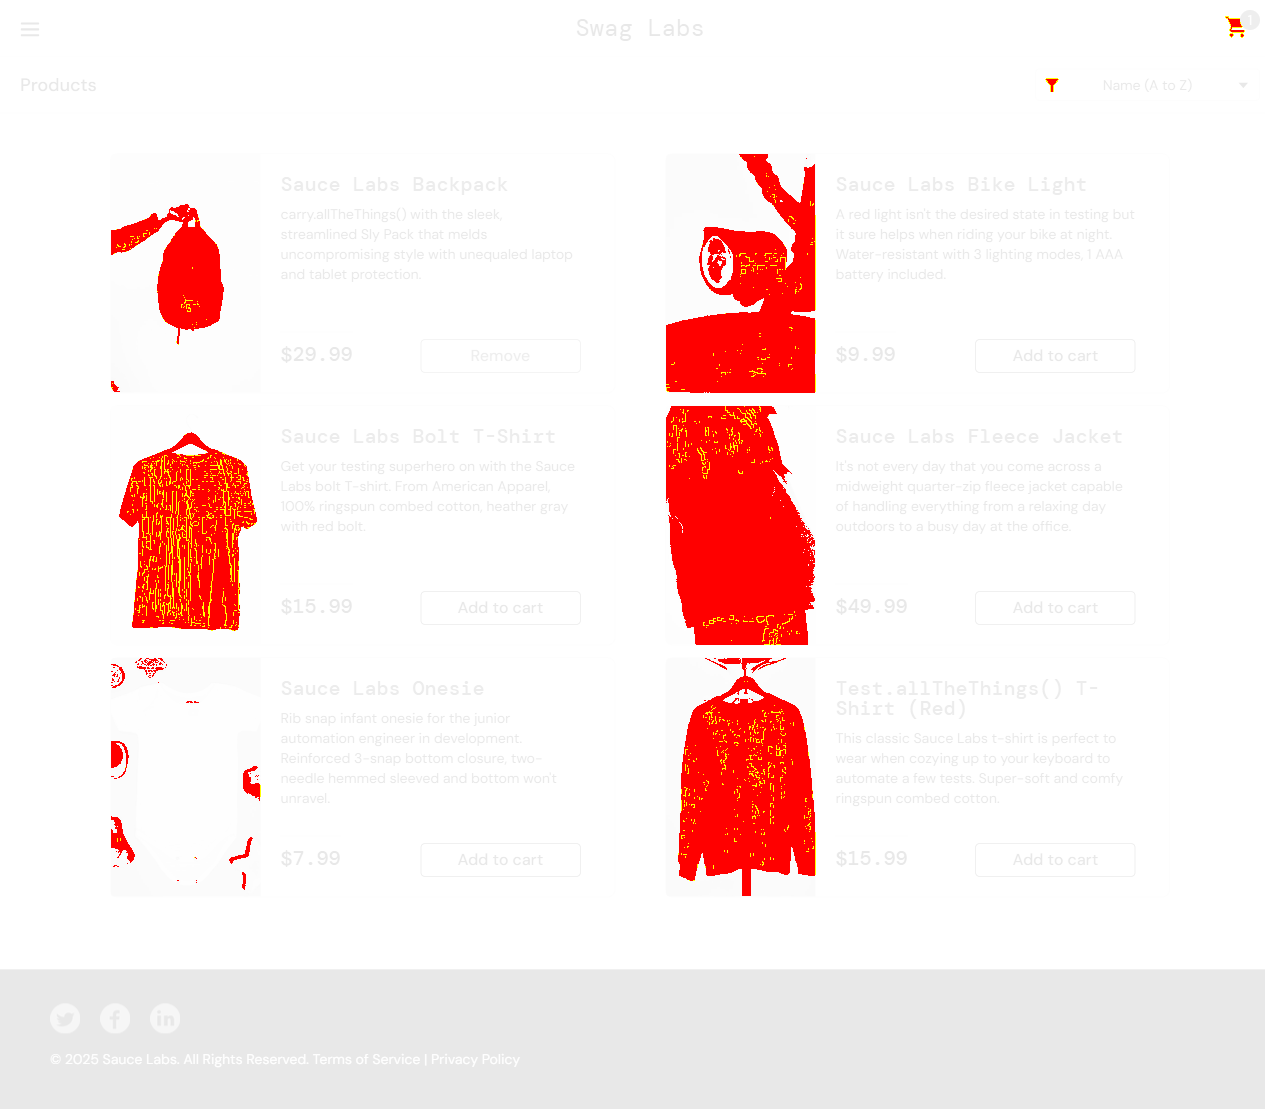 Swag Labs
1
Products
Name (A to Z)
Sauce Labs Backpack
carry.allTheThings() with the sleek,
streamlined Sly Pack that melds
uncompromising style with unequaled laptop
and tablet protection.
$29.99
Remove
Sauce Labs Bike Light
A red light isn't the desired state in testing but
it sure helps when riding your bike at night.
Water-resistant with 3 lighting modes, 1 AAA
battery included.
$9.99
Add to cart
Sauce Labs Bolt T-Shirt
Get your testing superhero on with the Sauce
Labs bolt T-shirt. From American Apparel,
100% ringspun combed cotton, heather gray
with red bolt.
$15.99
Add to cart
Sauce Labs Fleece Jacket
It's not every day that you come across a
midweight quarter-zip fleece jacket capable
of handling everything from a relaxing day
outdoors to a busy day at the office.
$49.99
Add to cart
Sauce Labs Onesie
Rib snap infant onesie for the junior
automation engineer in development.
Reinforced 3-snap bottom closure, two-
needle hemmed sleeved and bottom won't
unravel.
$7.99
Add to cart
Test.allTheThings() T-
Shirt (Red)
This classic Sauce Labs t-shirt is perfect to
wear when cozying up to your keyboard to
automate a few tests. Super-soft and comfy
ringspun combed cotton.
$15.99
Add to cart
© 2025 Sauce Labs. All Rights Reserved. Terms of Service | Privacy Policy